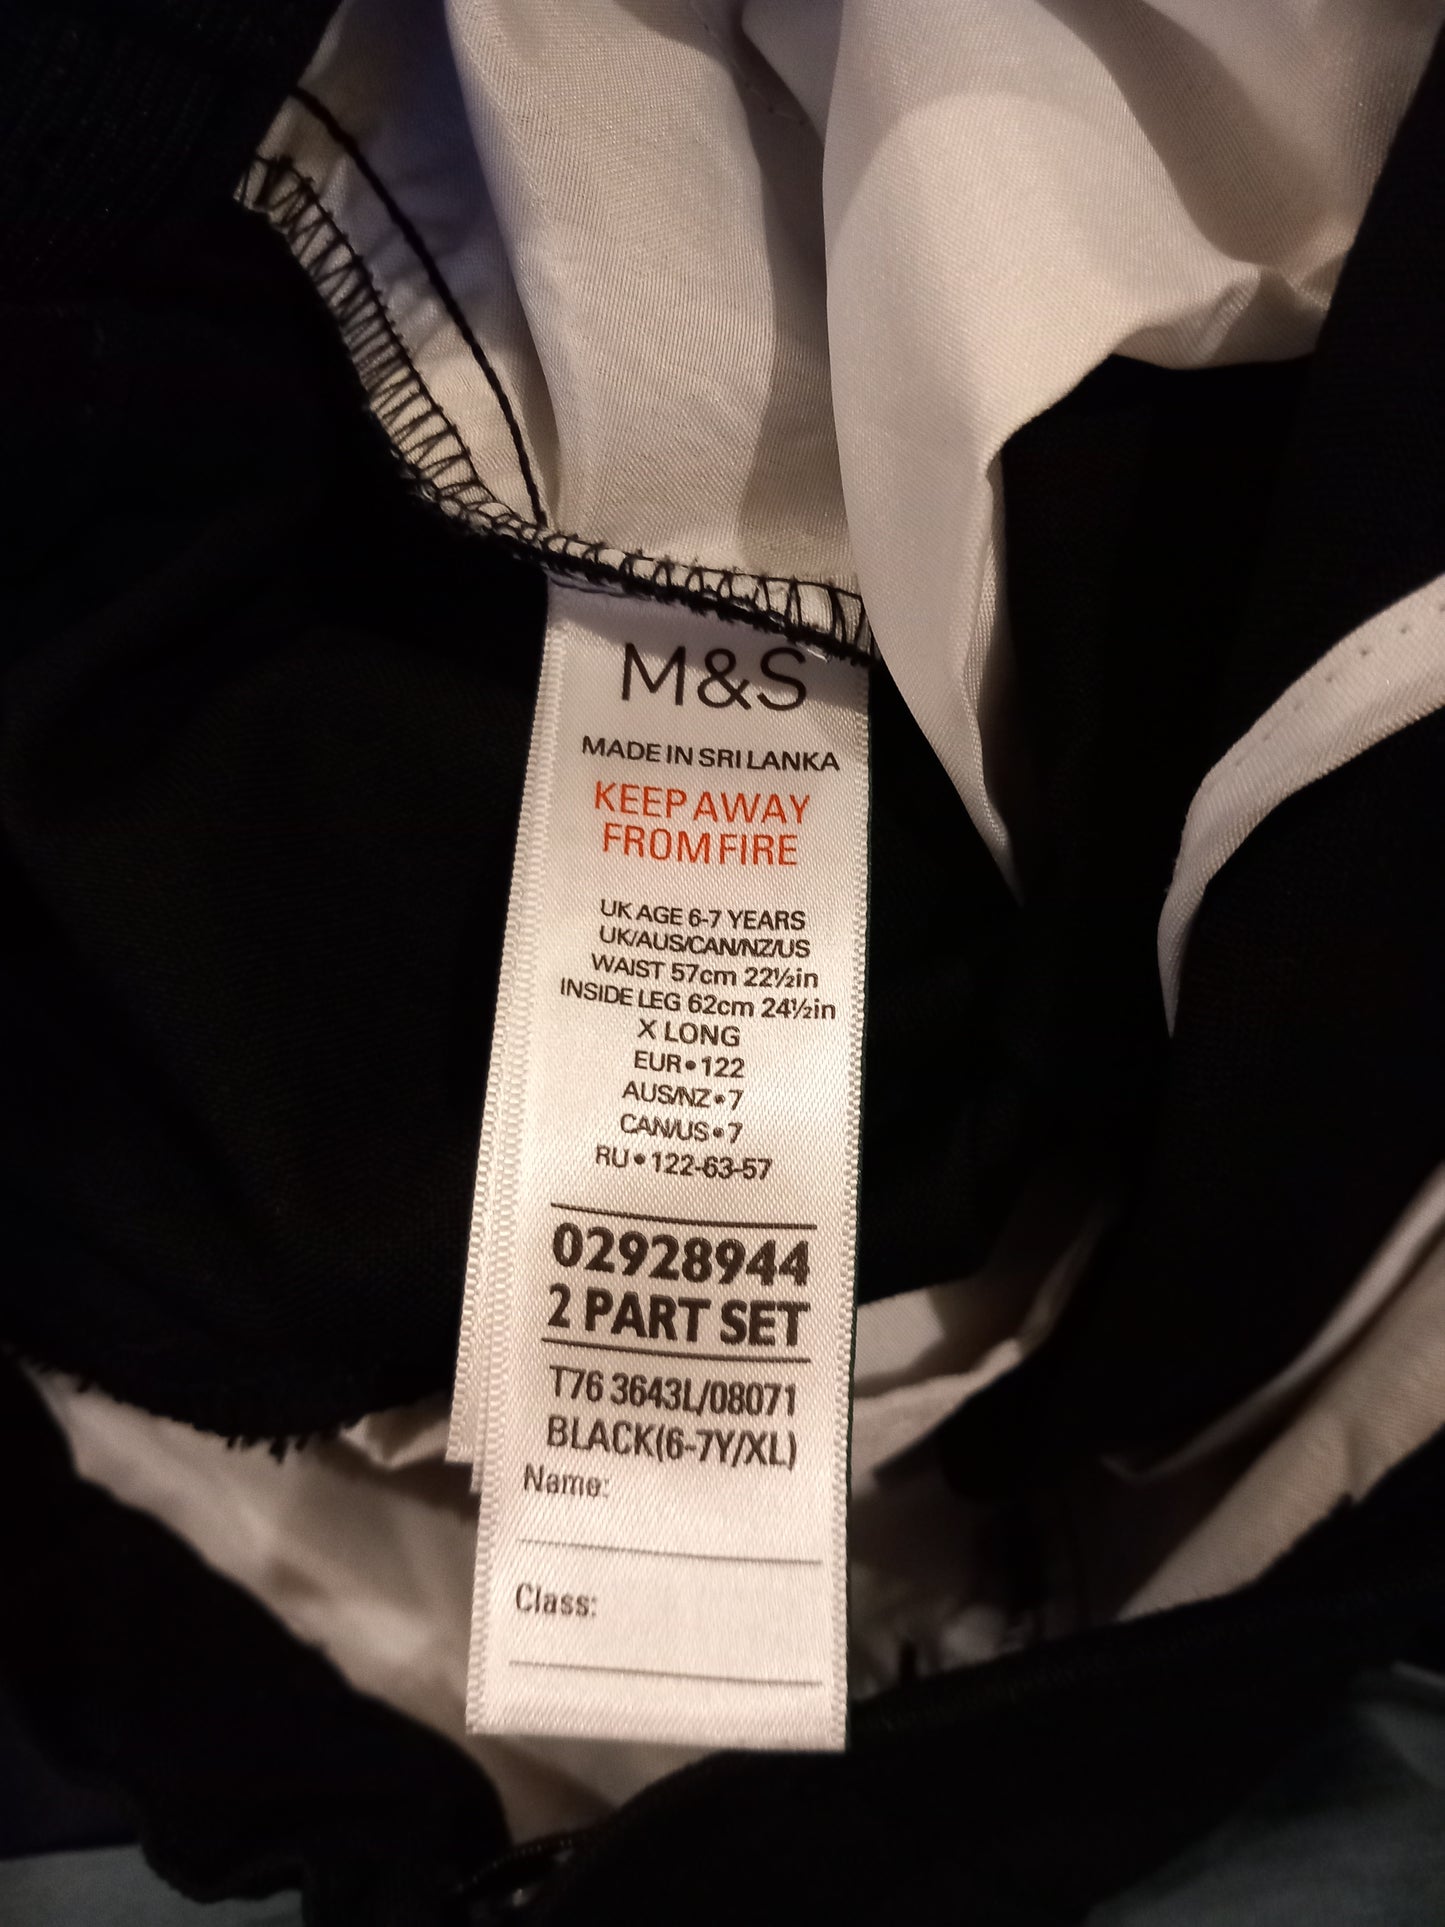 M&S
MADE IN SRI LANKA
KEEP AWAY
FROM FIRE
UK AGE 6-7 YEARS
UK/AUS/CAN/NZ/US
WAIST 57cm 22½in
INSIDE LEG 62cm 24½in
X LONG
EUR•122
AUS/NZ•7
CAN/US•7
RU•122-63-57
02928944
2 PART SET
T76 3643L/08071
BLACK(6-7Y/XL)
Name:
Class: